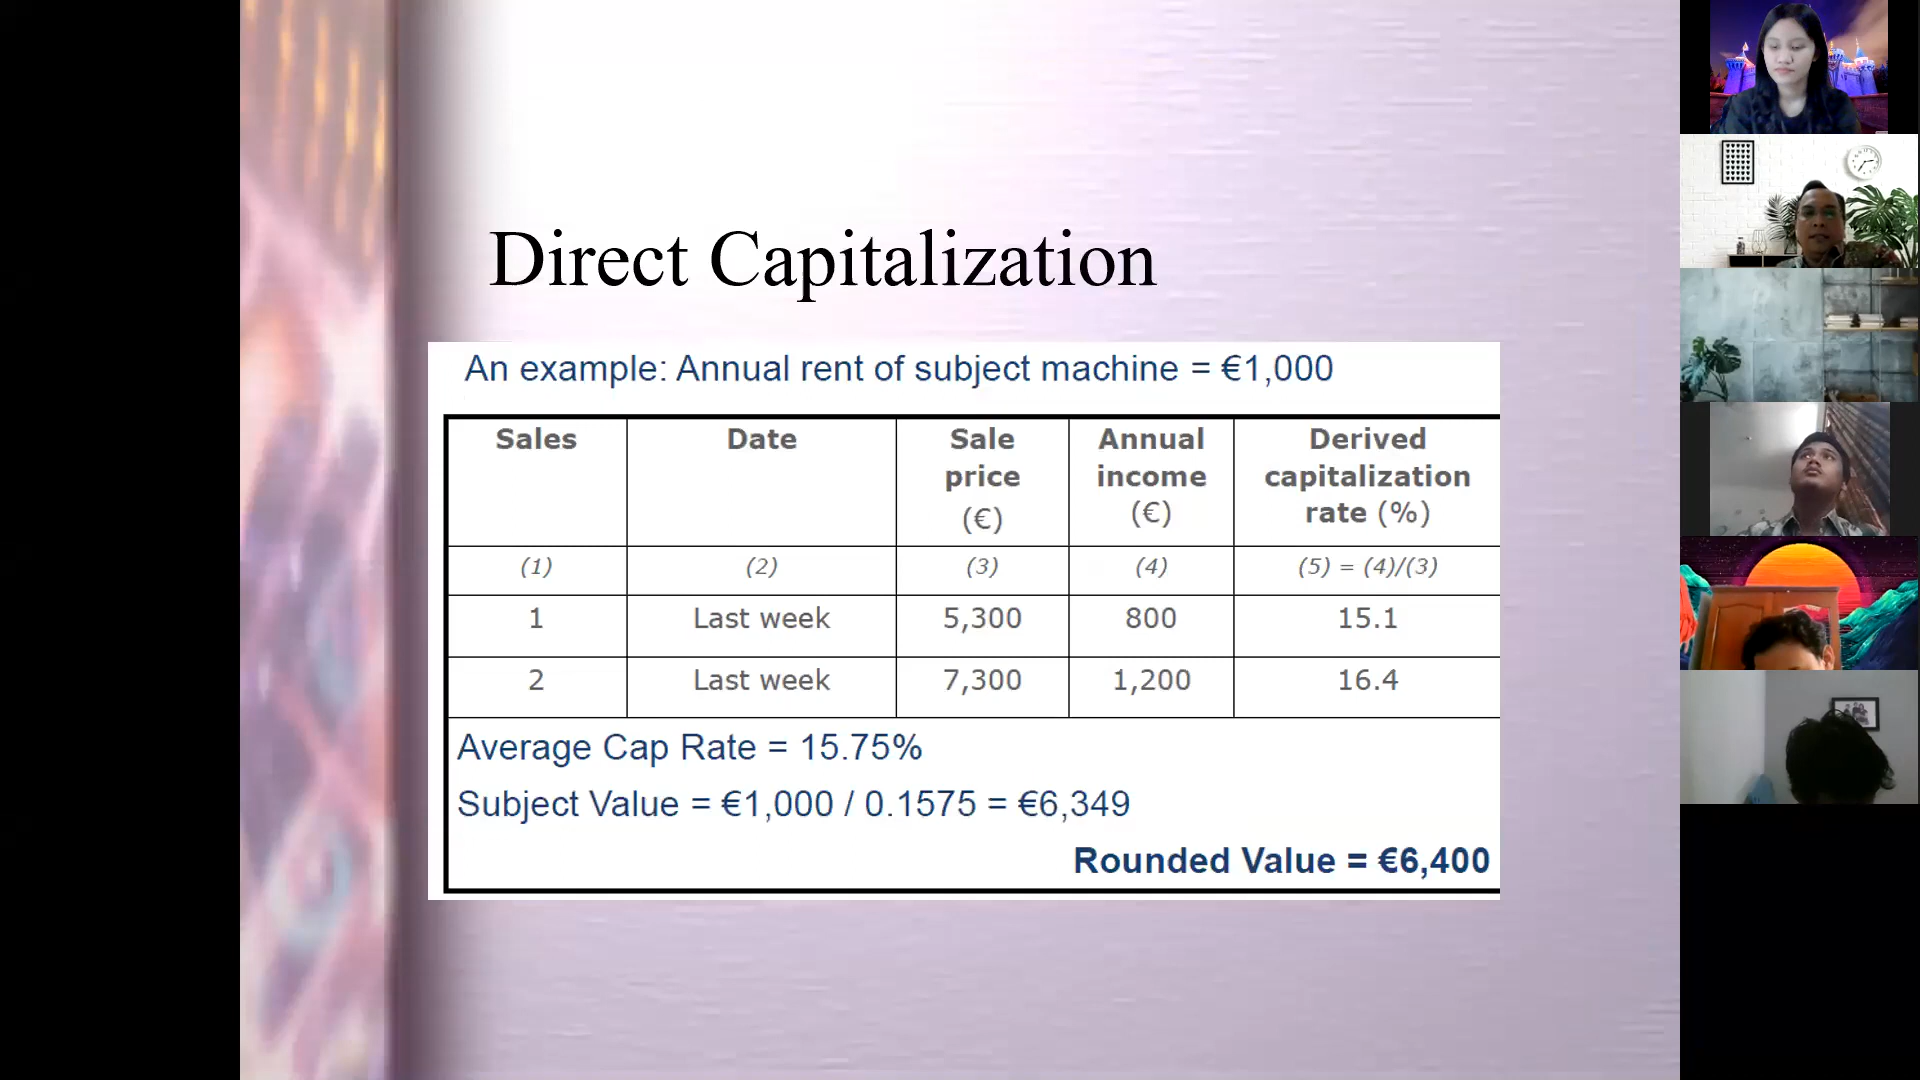 Direct Capitalization
An example: Annual rent of subject machine = €1,000
Sales Date Sale price (€) Annual income (€) Derived capitalization rate (%)
(1) (2) (3) (4) (5) = (4)/(3)
1 Last week 5,300 800 15.1
2 Last week 7,300 1,200 16.4
Average Cap Rate = 15.75%
Subject Value = €1,000 / 0.1575 = €6,349
Rounded Value = €6,400